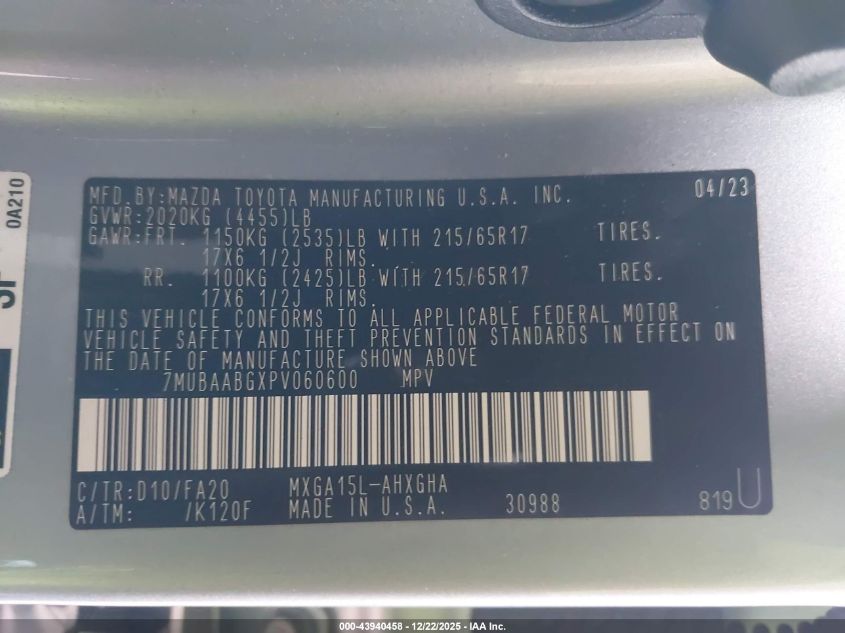 MFD.BY:MAZDA TOYOTA MANUFACTURING U.S.A. INC. 04/23
GVWR:2020KG (4455)LB
GAWR:FRT. 1150KG (2535)LB WITH 215/65R17 TIRES.
17X6 1/2J RIMS.
RR. 1100KG (2425)LB WITH 215/65R17 TIRES.
17X6 1/2J RIMS.
THIS VEHICLE CONFORMS TO ALL APPLICABLE FEDERAL MOTOR
VEHICLE SAFETY AND THEFT PREVENTION STANDARDS IN EFFECT ON
THE DATE OF MANUFACTURE SHOWN ABOVE
7MUBAABGXPV060600 MPV
C/TR:D10/FA20 MXGA15L-AHXGHA
A/TM: /K120F MADE IN U.S.A. 30988 819U
0A210
000-43940458 - 12/22/2025 - IAA Inc.